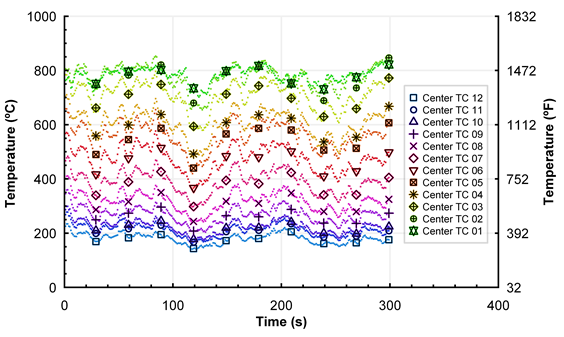 1000
800
600
400
200
0
Temperature (ºC)
1832
1472
1112
752
392
32
Temperature (ºF)
Center TC 12
Center TC 11
Center TC 10
Center TC 09
Center TC 08
Center TC 07
Center TC 06
Center TC 05
Center TC 04
Center TC 03
Center TC 02
Center TC 01
0 100 200 300 400
Time (s)